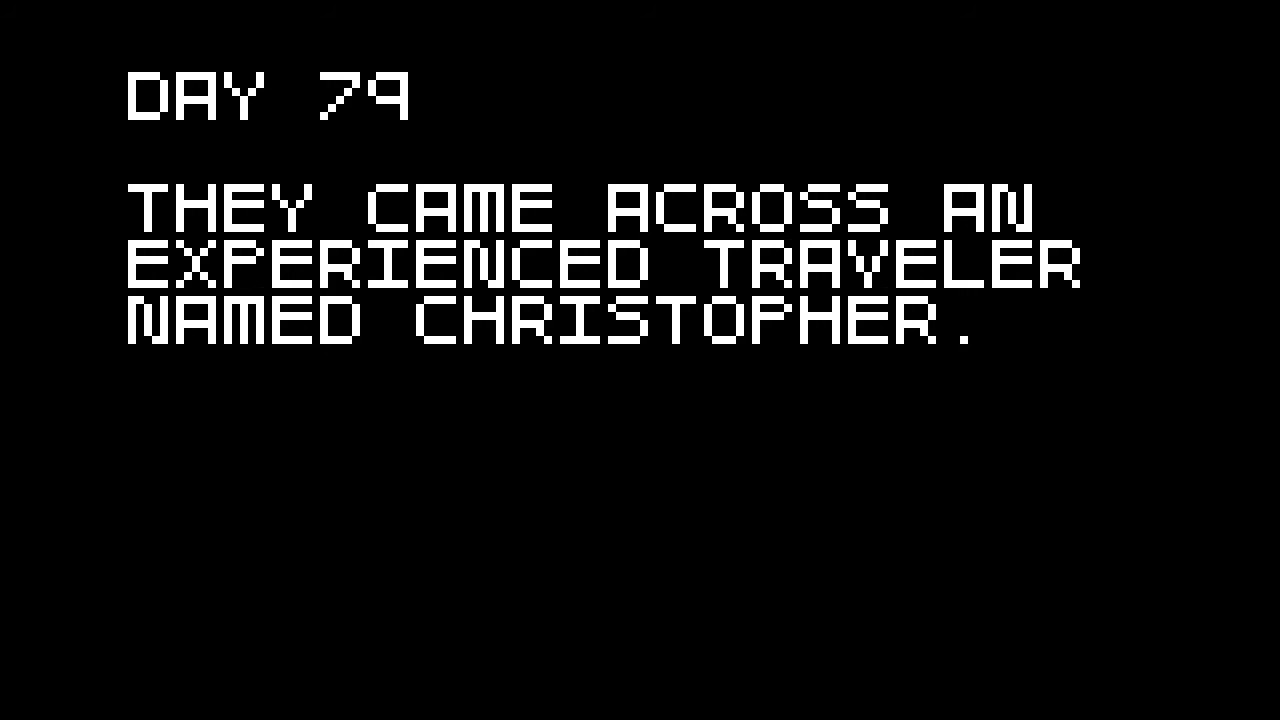 DAY 79
THEY CAME ACROSS AN
EXPERIENCED TRAVELER
NAMED CHRISTOPHER.